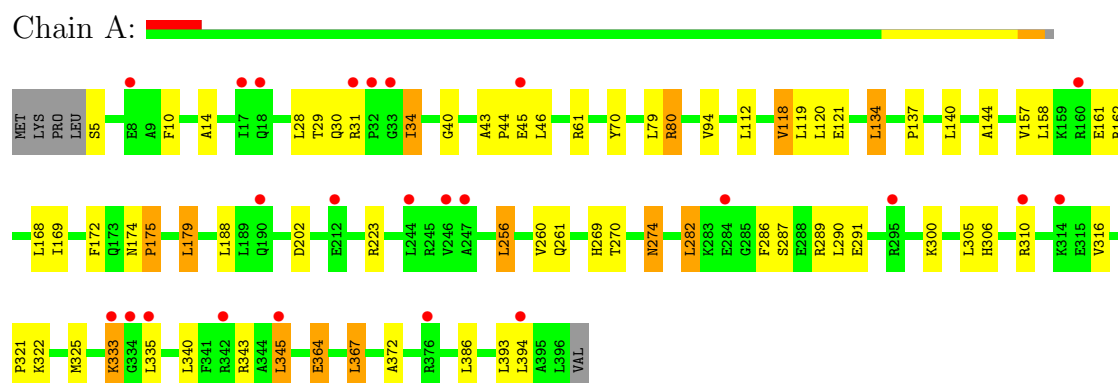 Chain A:
MET LYS PRO LEU S5 E8 A9 F10 A14 I17 Q18 L28 T29 Q30 R31 P32 G33 I34 G40 A43 P44 E45 L46 R61 Y70 L79 R80 V94 L112 V118 L119 L120 E121 L134 P137 L140 A144 V157 L158 K159 R160 E161
L168 I169 F172 Q173 N174 P175 L179 L188 L189 Q190 D202 E212 R223 L244 R245 V246 A247 L256 V260 Q261 H269 T270 N274 L282 K283 E284 G285 F286 S287 E288 R289 L290 E291 R295 K300 L305 H306 R310 K314 E315 V316
P321 K322 M325 K333 G334 L335 L340 F341 R342 R343 A344 L345 E364 L367 A372 R376 L386 L393 L394 A395 L396 VAL